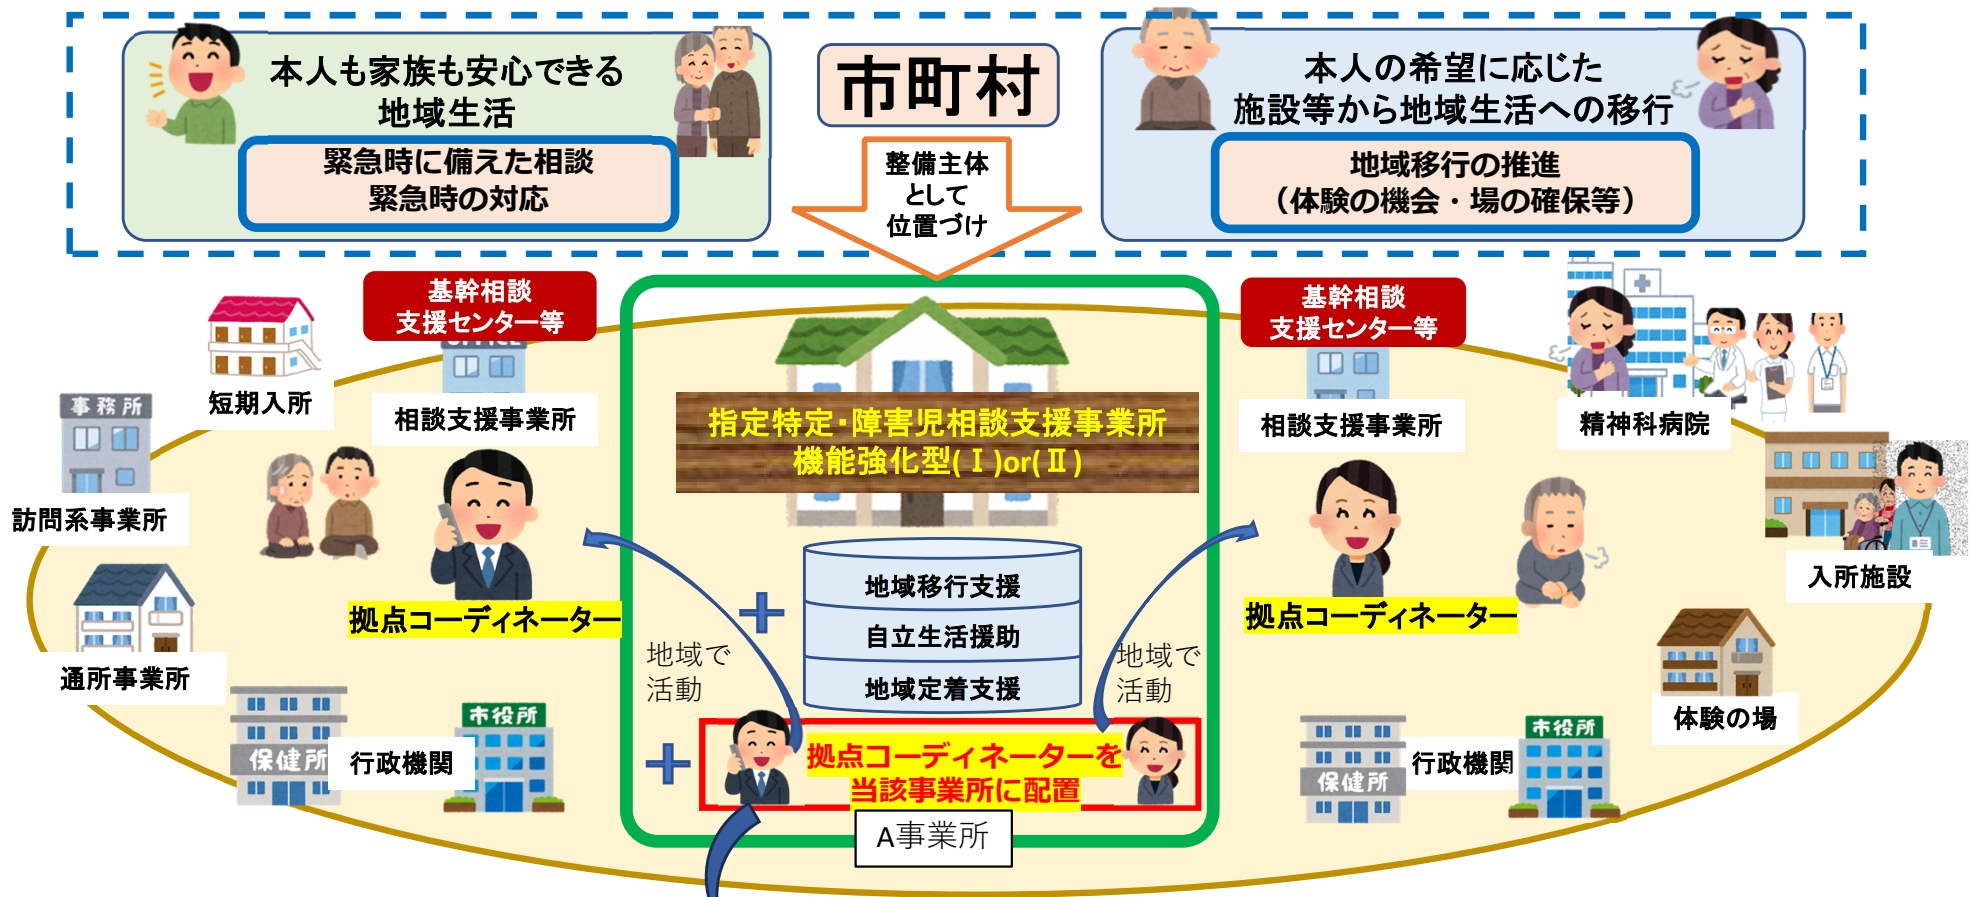 本人も家族も安心できる
地域生活
緊急時に備えた相談
緊急時の対応
市町村
整備主体
として
位置づけ
本人の希望に応じた
施設等から地域生活への移行
地域移行の推進
（体験の機会・場の確保等）
基幹相談
支援センター等
OFFICE
相談支援事業所
短期入所
事務所
訪問系事業所
通所事業所
拠点コーディネーター
保健所
行政機関
市役所
指定特定・障害児相談支援事業所
機能強化型(Ⅰ)or(Ⅱ)
+
地域移行支援
自立生活援助
地域定着支援
地域で
活動
地域で
活動
+
拠点コーディネーターを
当該事業所に配置
A事業所
基幹相談
支援センター等
相談支援事業所
精神科病院
入所施設
拠点コーディネーター
体験の場
保健所
行政機関
市役所